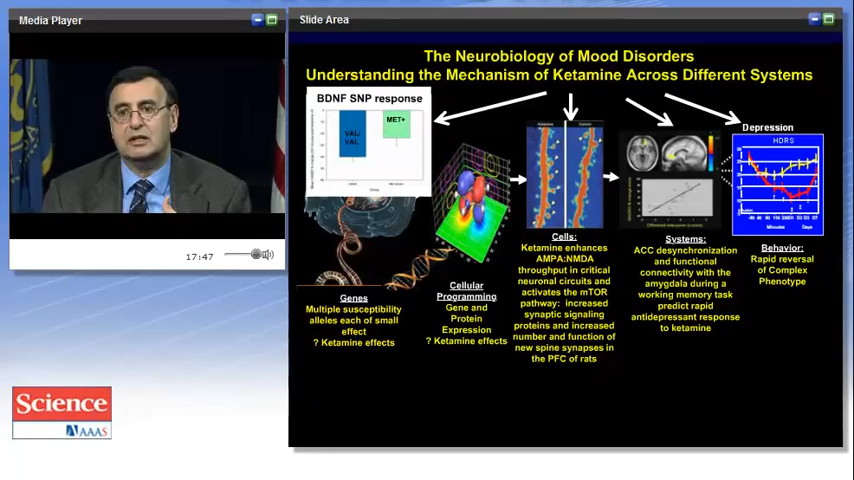 Media Player
Slide Area
The Neurobiology of Mood Disorders
Understanding the Mechanism of Ketamine Across Different Systems
BDNF SNP response
VAL/
VAL
MET+
Depression
HDRS
Minutes
Days
17:47
Genes
Multiple susceptibility
alleles each of small
effect
? Ketamine effects
Cellular
Programming
Gene and
Protein
Expression
? Ketamine effects
Cells:
Ketamine enhances
AMPA:NMDA
throughput in critical
neuronal circuits and
activates the mTOR
pathway: increased
synaptic signaling
proteins and increased
number and function of
new spine synapses in
the PFC of rats
Systems:
ACC desynchronization
and functional
connectivity with the
amygdala during a
working memory task
predict rapid
antidepressant response
to ketamine
Behavior:
Rapid reversal
of Complex
Phenotype
Science
AAAS